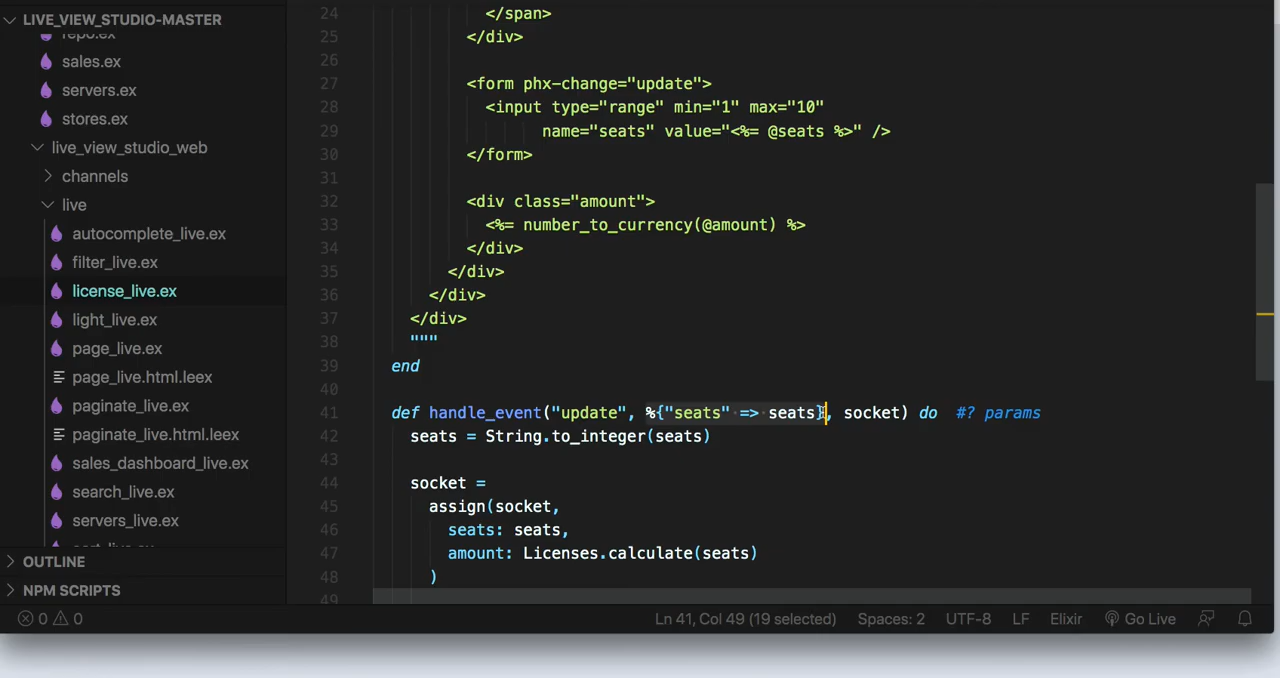 LIVE_VIEW_STUDIO-MASTER
repo.ex
sales.ex
servers.ex
stores.ex
live_view_studio_web
channels
live
autocomplete_live.ex
filter_live.ex
license_live.ex
light_live.ex
page_live.ex
page_live.html.leex
paginate_live.ex
paginate_live.html.leex
sales_dashboard_live.ex
search_live.ex
servers_live.ex
OUTLINE
NPM SCRIPTS
24 </span>
25 </div>
26
27 <form phx-change="update">
28 <input type="range" min="1" max="10"
29 name="seats" value="<%= @seats %>" />
30 </form>
31
32 <div class="amount">
33 <%= number_to_currency(@amount) %>
34 </div>
35 </div>
36 </div>
37 </div>
38 """
39 end
40
41 def handle_event("update", %{"seats" => seats}, socket) do #? params
42 seats = String.to_integer(seats)
43
44 socket =
45 assign(socket,
46 seats: seats,
47 amount: Licenses.calculate(seats)
48 )
49
0 0 Ln 41, Col 49 (19 selected) Spaces: 2 UTF-8 LF Elixir Go Live